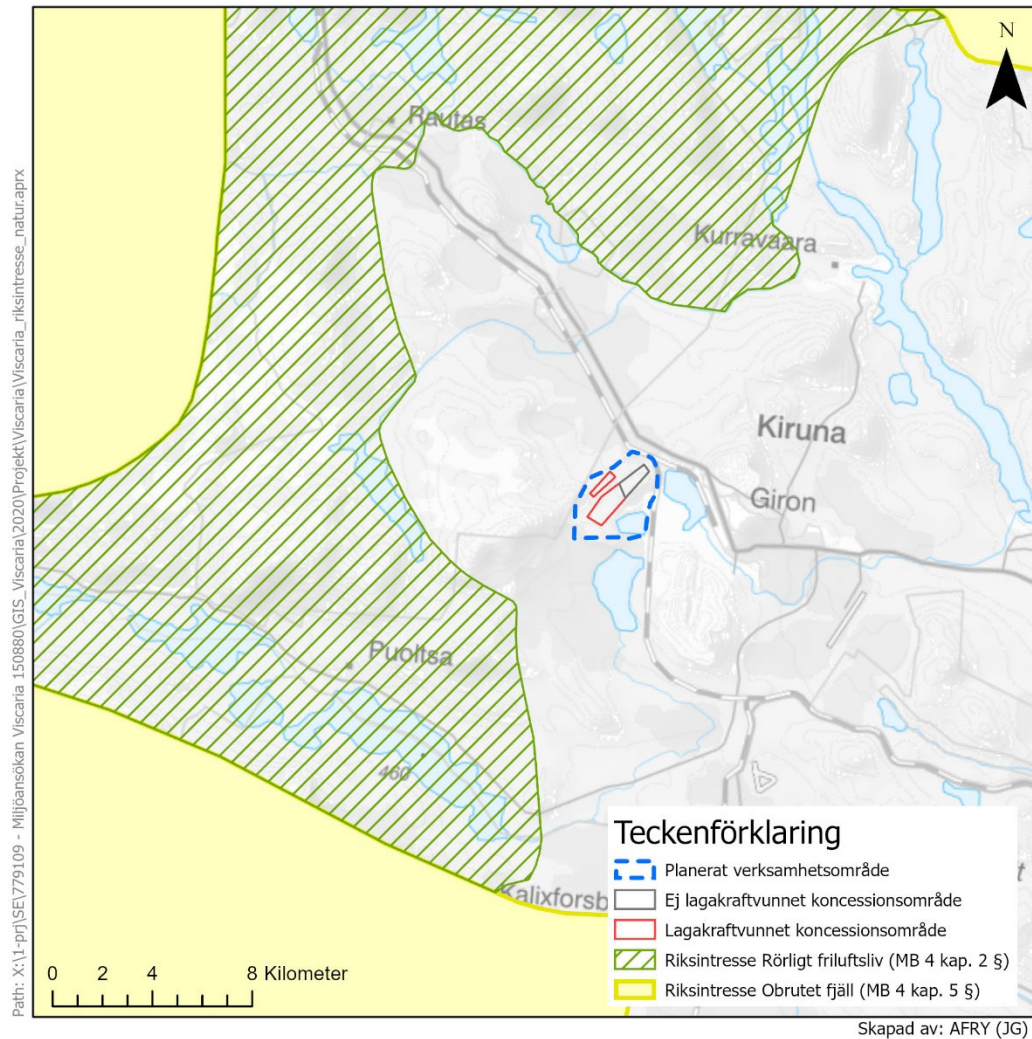 N
Rautas
Kurravaara
Kiruna
Giron
Puoltsa
460
Kalixforsb
Teckenförklaring
Planerat verksamhetsområde
Ej lagakraftvunnet koncessionsområde
Lagakraftvunnet koncessionsområde
Riksintresse Rörligt friluftsliv (MB 4 kap. 2 §)
Riksintresse Obrutet fjäll (MB 4 kap. 5 §)
t
0 2 4 8 Kilometer
Path: X:\1-prj\SE\779109 - Miljöansökan Viscaria 150880\GIS_Viscaria\2020\Projekt\Viscaria\Viscaria_riksintresse_natur.aprx
Skapad av: AFRY (JG)